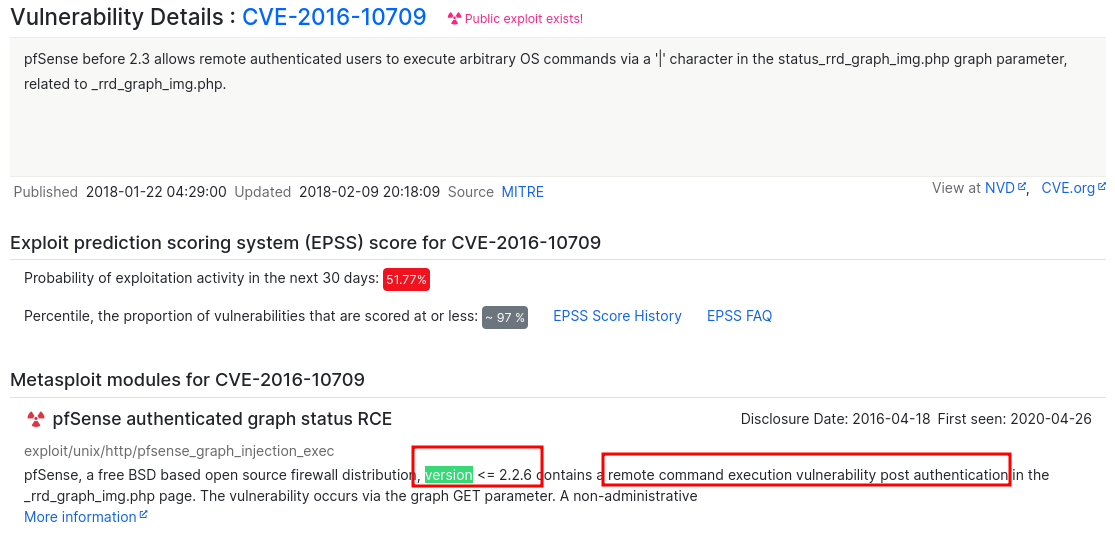 Vulnerability Details : CVE-2016-10709 Public exploit exists!
pfSense before 2.3 allows remote authenticated users to execute arbitrary OS commands via a '|' character in the status_rrd_graph_img.php graph parameter,
related to _rrd_graph_img.php.
Published 2018-01-22 04:29:00 Updated 2018-02-09 20:18:09 Source MITRE
View at NVD, CVE.org
Exploit prediction scoring system (EPSS) score for CVE-2016-10709
Probability of exploitation activity in the next 30 days: 51.77%
Percentile, the proportion of vulnerabilities that are scored at or less: ~ 97 % EPSS Score History EPSS FAQ
Metasploit modules for CVE-2016-10709
pfSense authenticated graph status RCE Disclosure Date: 2016-04-18 First seen: 2020-04-26
exploit/unix/http/pfsense_graph_injection_exec
pfSense, a free BSD based open source firewall distribution, version <= 2.2.6 contains a remote command execution vulnerability post authentication in the
_rrd_graph_img.php page. The vulnerability occurs via the graph GET parameter. A non-administrative
More information